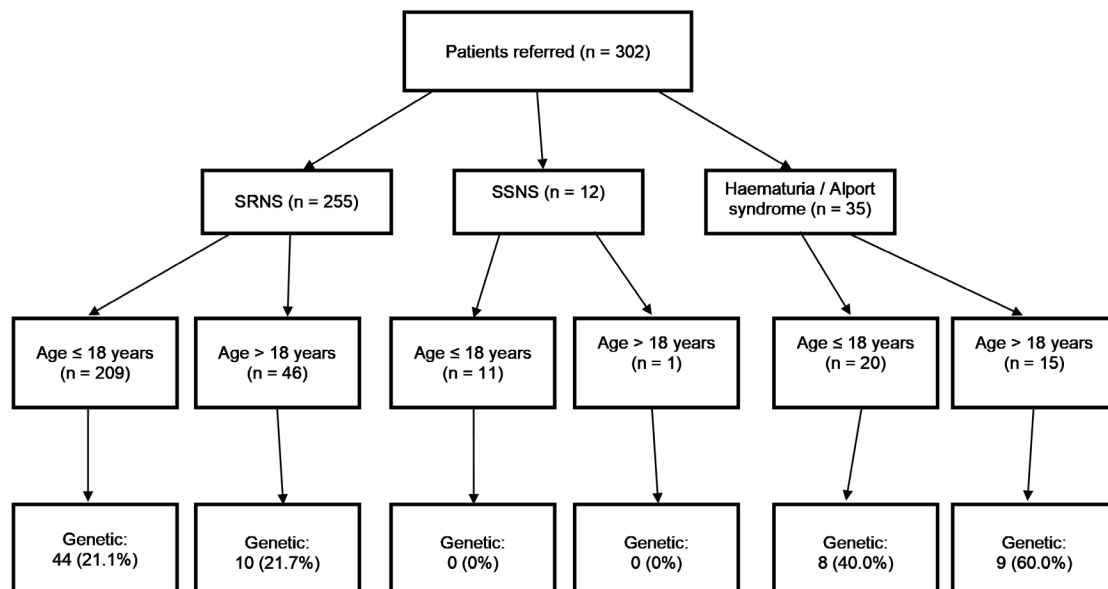 Patients referred (n = 302)
SRNS (n = 255)
SSNS (n = 12)
Haematuria / Alport
syndrome (n = 35)
Age ≤ 18 years
(n = 209)
Age > 18 years
(n = 46)
Age ≤ 18 years
(n = 11)
Age > 18 years
(n = 1)
Age ≤ 18 years
(n = 20)
Age > 18 years
(n = 15)
Genetic:
44 (21.1%)
Genetic:
10 (21.7%)
Genetic:
0 (0%)
Genetic:
0 (0%)
Genetic:
8 (40.0%)
Genetic:
9 (60.0%)